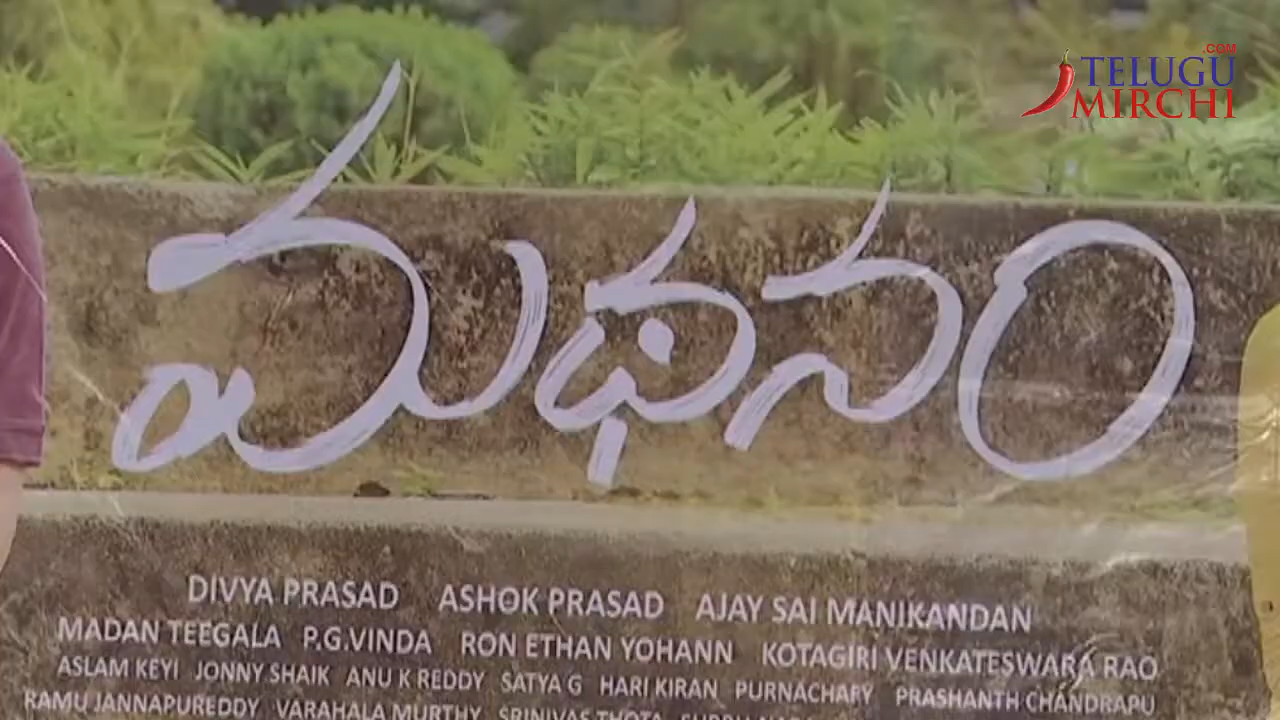 .COM
TELUGU
MIRCHI
మథనం
DIVYA PRASAD ASHOK PRASAD AJAY SAI MANIKANDAN
MADAN TEEGALA P.G.VINDA RON ETHAN YOHANN KOTAGIRI VENKATESWARA RAO
ASLAM KEYI JONNY SHAIK ANU K REDDY SATYA G HARI KIRAN PURNACHARY PRASHANTH CHANDRAPU
RAMU JANNAPUREDDY VARAHALA MURTHY SRINIVAS THOTA